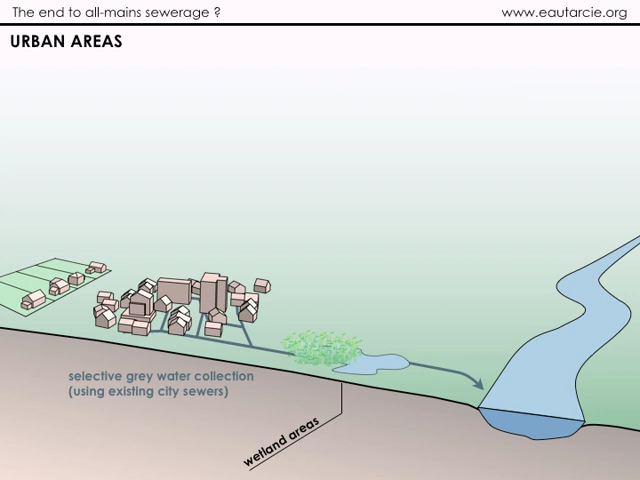 The end to all-mains sewerage ?
www.eautarcie.org
URBAN AREAS
selective grey water collection
(using existing city sewers)
wetland areas